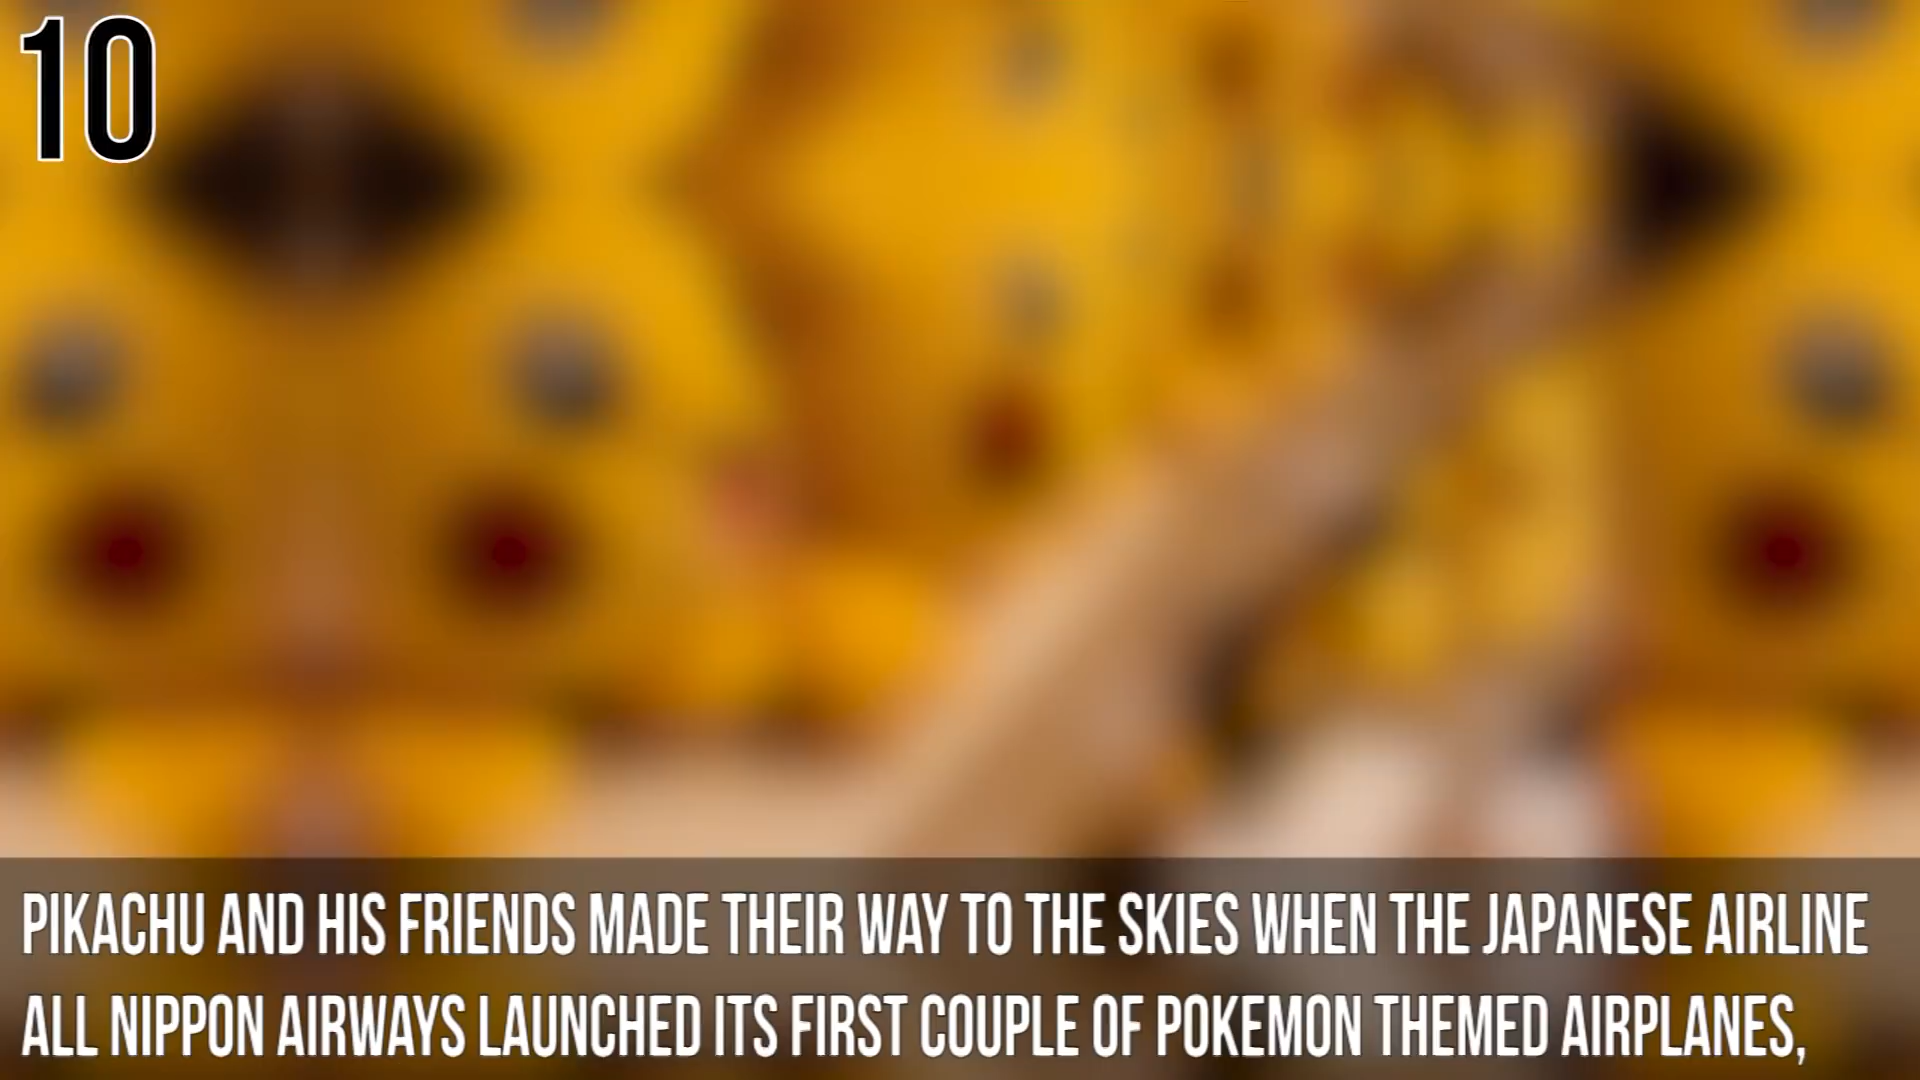 10
PIKACHU AND HIS FRIENDS MADE THEIR WAY TO THE SKIES WHEN THE JAPANESE AIRLINE
ALL NIPPON AIRWAYS LAUNCHED ITS FIRST COUPLE OF POKEMON THEMED AIRPLANES,